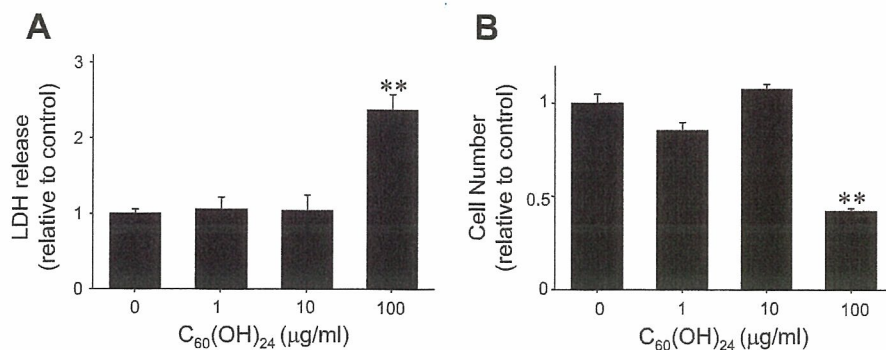 A
LDH release
(relative to control)
3
2
1
0
**
0 1 10 100
C₆₀(OH)₂₄ (μg/ml)
B
Cell Number
(relative to control)
1
0.5
0
**
0 1 10 100
C₆₀(OH)₂₄ (μg/ml)